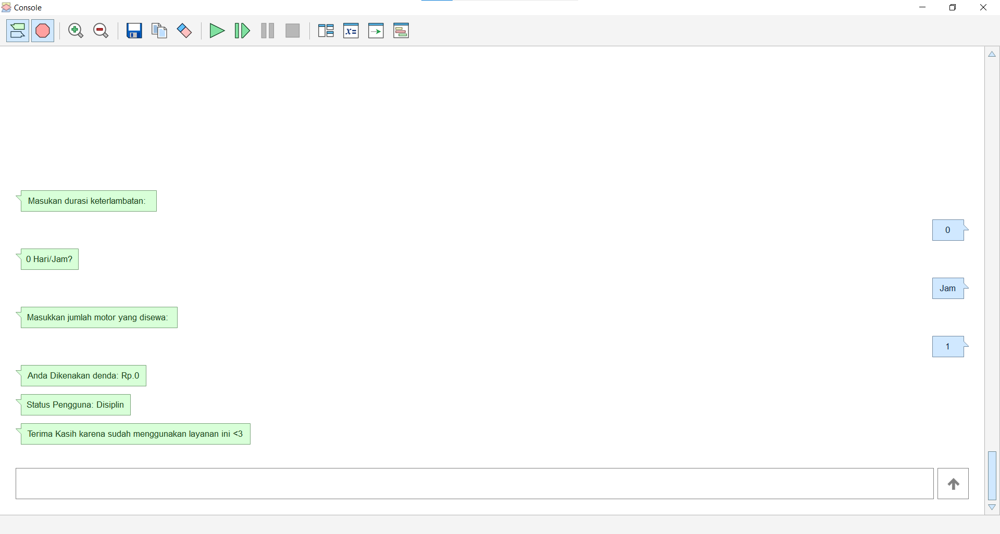 Console
x=
Masukan durasi keterlambatan:
0
0 Hari/Jam?
Jam
Masukkan jumlah motor yang disewa:
1
Anda Dikenakan denda: Rp.0
Status Pengguna: Disiplin
Terima Kasih karena sudah menggunakan layanan ini <3